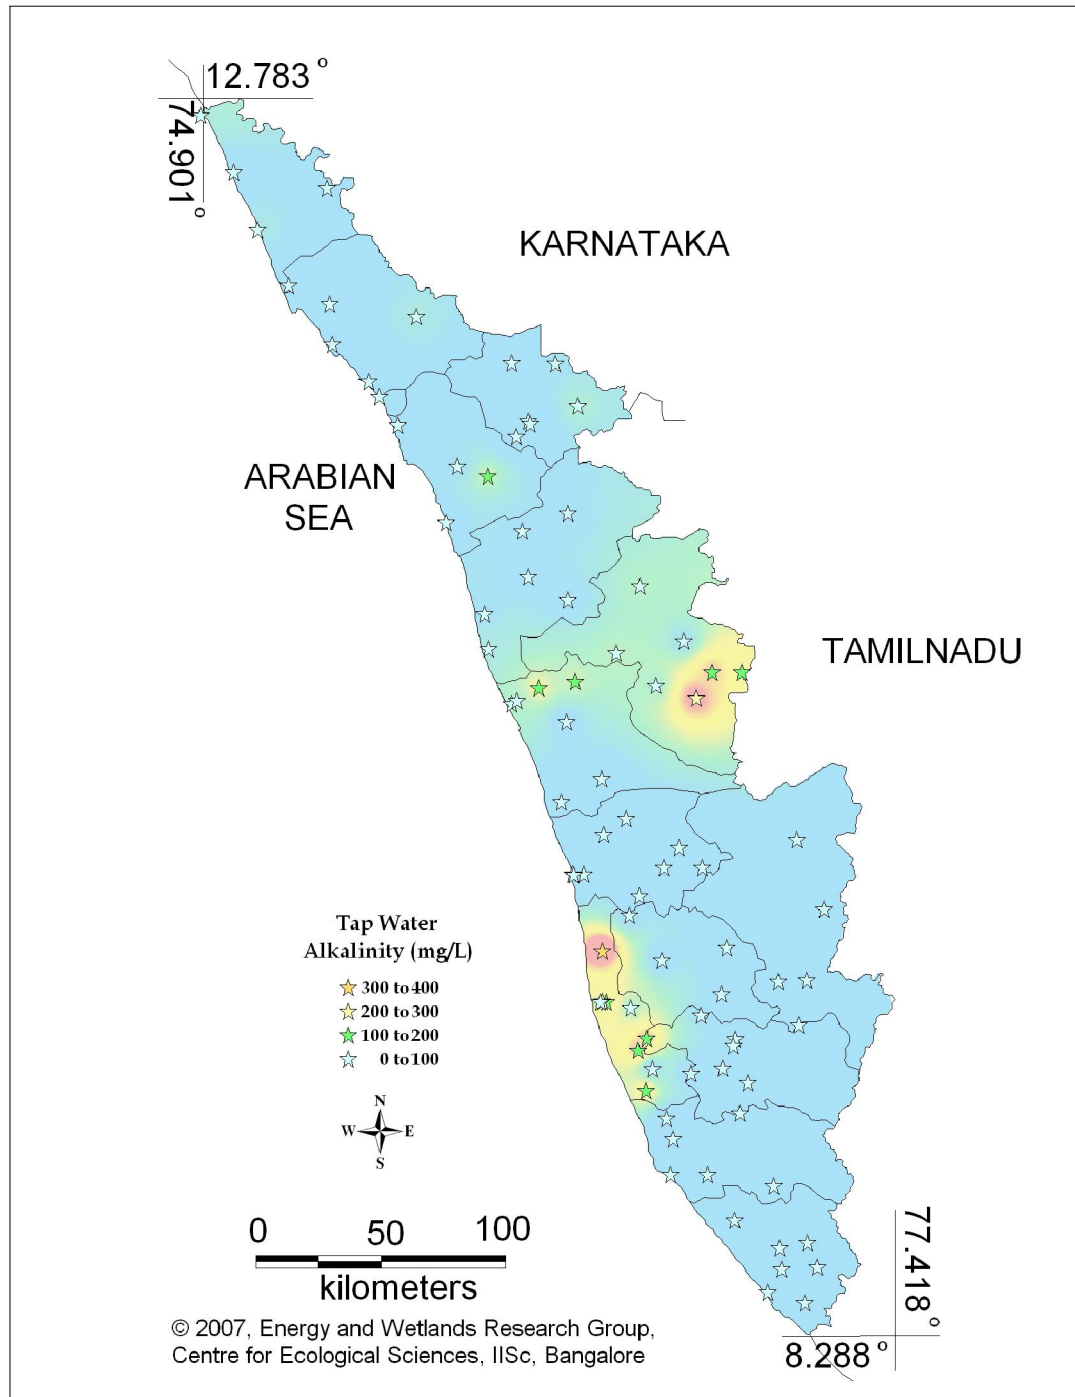 12.783 °
74.901 °
KARNATAKA
ARABIAN
SEA
TAMILNADU
Tap Water
Alkalinity (mg/L)
300 to 400
200 to 300
100 to 200
0 to 100
N
W E
S
0 50 100
kilometers
77.418 °
8.288 °
© 2007, Energy and Wetlands Research Group,
Centre for Ecological Sciences, IISc, Bangalore